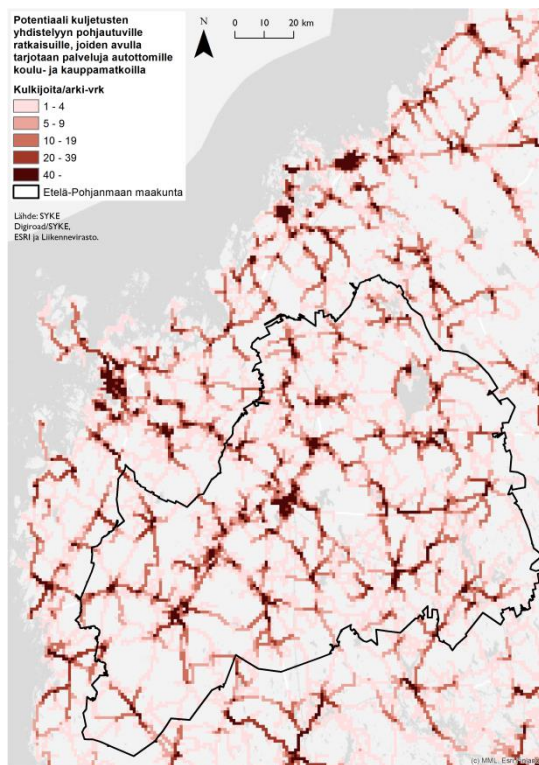 Potentiaali kuljetusten
yhdistelyyn pohjautuville
ratkaisuille, joiden avulla
tarjotaan palveluja autottomille
koulu- ja kauppamatkoilla
Kulkijoita/arki-vrk
1 - 4
5 - 9
10 - 19
20 - 39
40 -
Etelä-Pohjanmaan maakunta
Lähde: SYKE
Digiroad/SYKE,
ESRI ja Liikennevirasto.
N
0 10 20 km
(c) MML, Esri